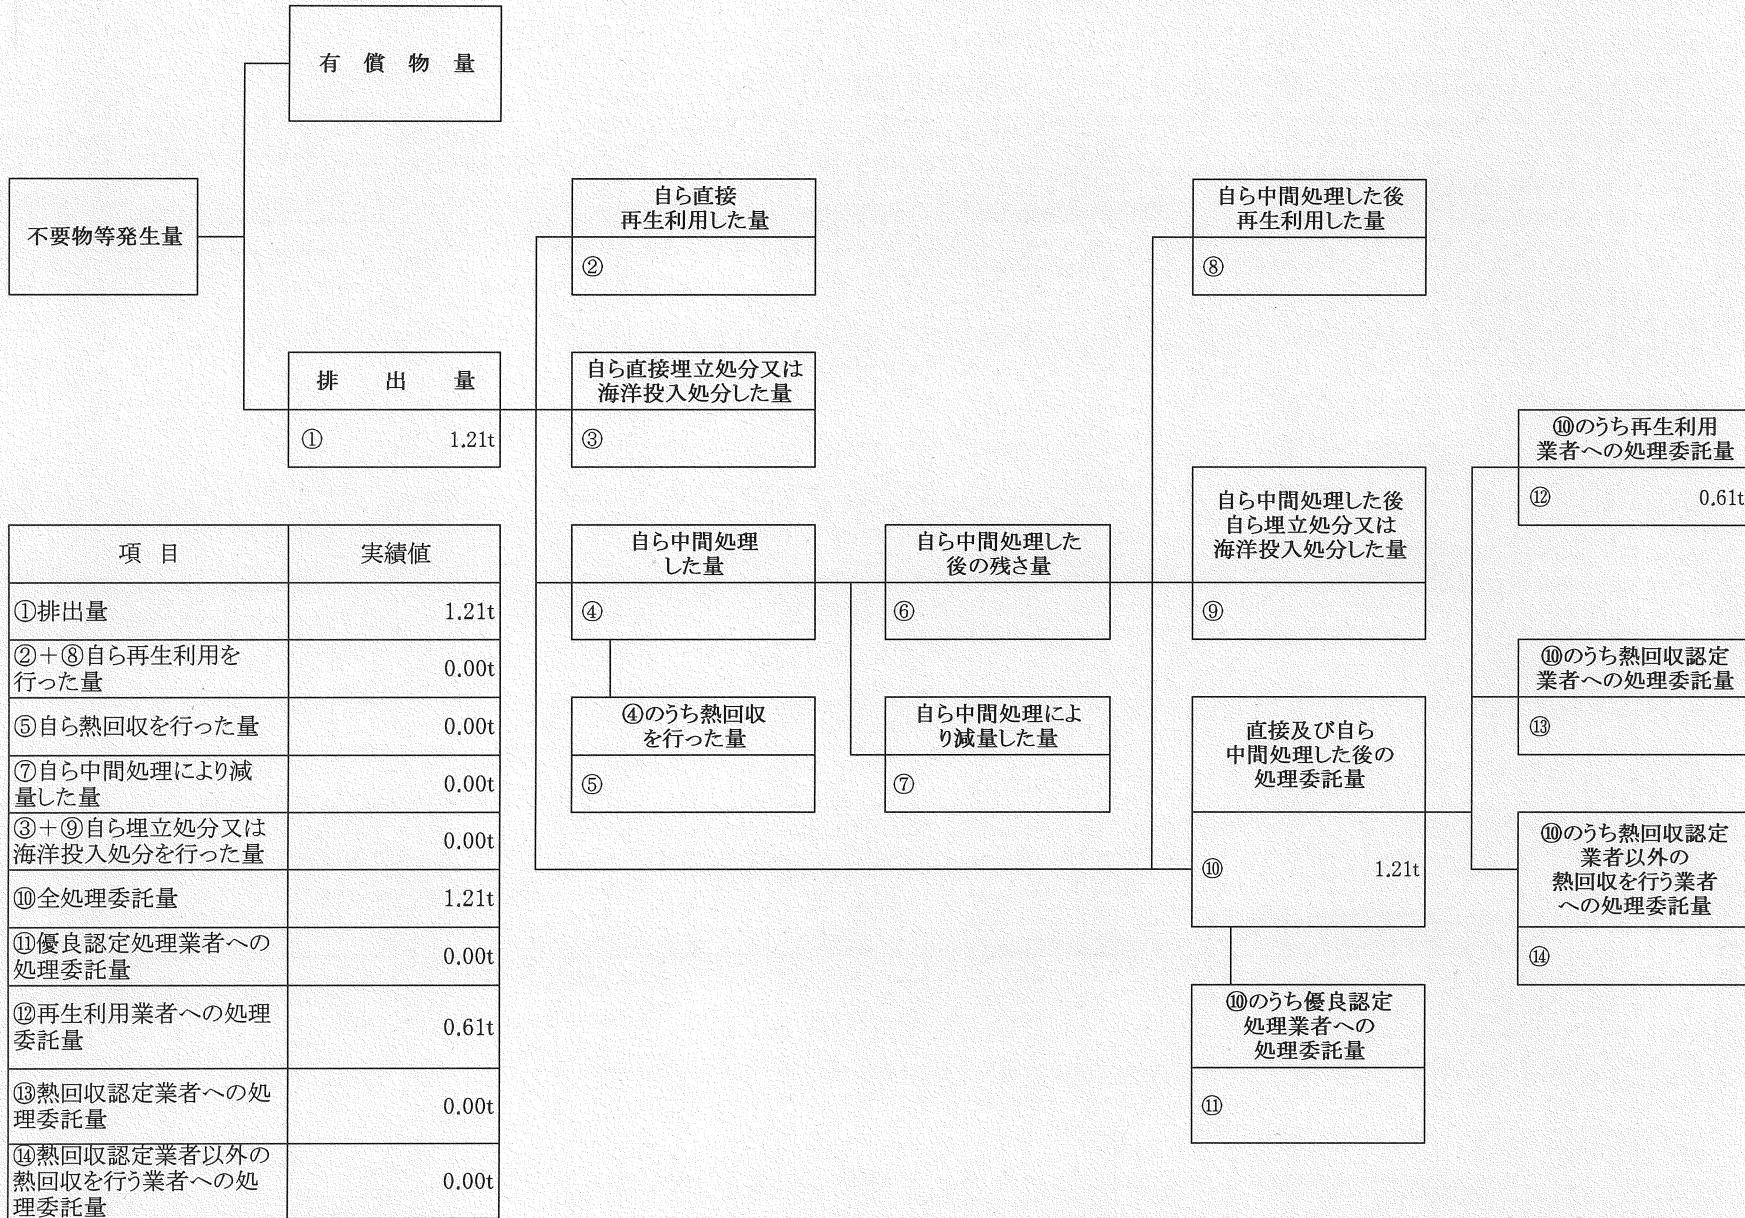 有 償 物 量
不要物等発生量
排 出 量
① 1.21t
自ら直接
再生利用した量
②
自ら直接埋立処分又は
海洋投入処分した量
③
自ら中間処理
した量
④
④のうち熱回収
を行った量
⑤
自ら中間処理した
後の残さ量
⑥
自ら中間処理によ
り減量した量
⑦
自ら中間処理した後
再生利用した量
⑧
自ら中間処理した後
自ら埋立処分又は
海洋投入処分した量
⑨
直接及び自ら
中間処理した後の
処理委託量
⑩ 1.21t
⑩のうち優良認定
処理業者への
処理委託量
⑪
⑩のうち再生利用
業者への処理委託量
⑫ 0.61t
⑩のうち熱回収認定
業者への処理委託量
⑬
⑩のうち熱回収認定
業者以外の
熱回収を行う業者
への処理委託量
⑭
項 目 実績値
①排出量 1.21t
②+⑧自ら再生利用を
行った量 0.00t
⑤自ら熱回収を行った量 0.00t
⑦自ら中間処理により減
量した量 0.00t
③+⑨自ら埋立処分又は
海洋投入処分を行った量 0.00t
⑩全処理委託量 1.21t
⑪優良認定処理業者への
処理委託量 0.00t
⑫再生利用業者への処理
委託量 0.61t
⑬熱回収認定業者への処
理委託量 0.00t
⑭熱回収認定業者以外の
熱回収を行う業者への処
理委託量 0.00t